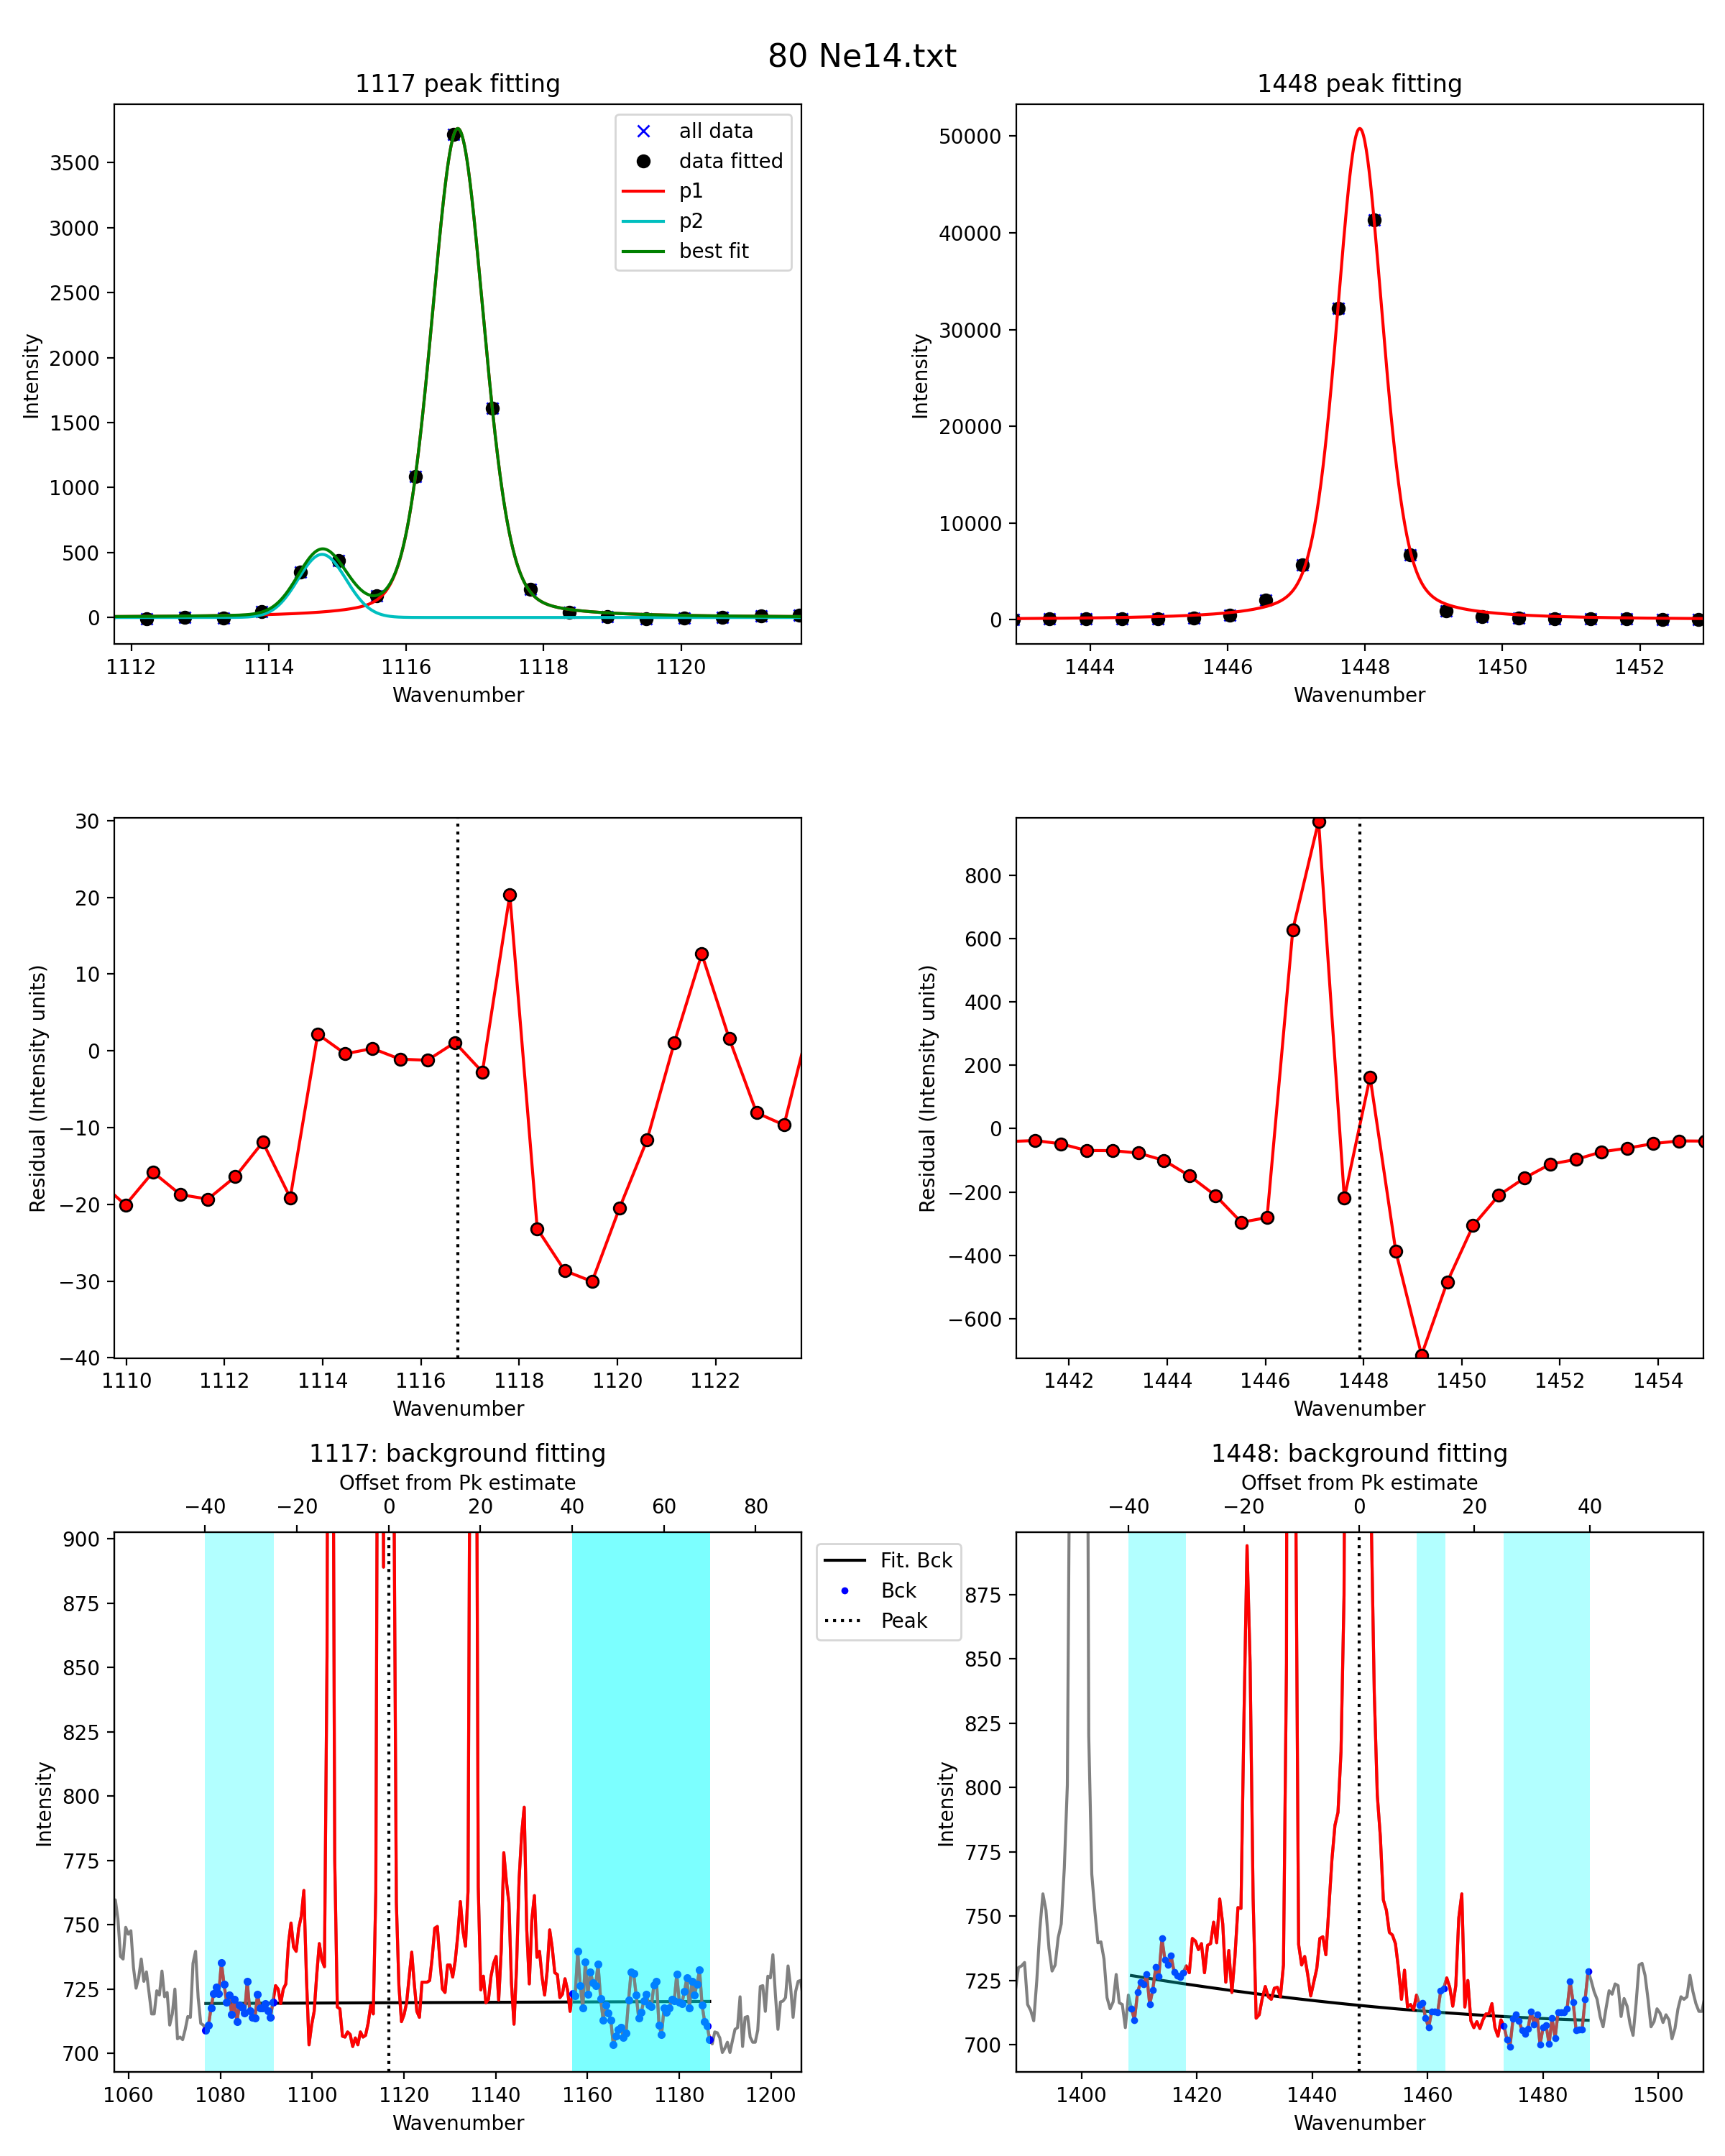 80 Ne14.txt
1117 peak fitting
all data
data fitted
p1
p2
best fit
3500
3000
2500
2000
1500
1000
500
0
Intensity
1112 1114 1116 1118 1120
Wavenumber
1448 peak fitting
50000
40000
30000
20000
10000
0
Intensity
1444 1446 1448 1450 1452
Wavenumber
30
20
10
0
−10
−20
−30
−40
Residual (Intensity units)
1110 1112 1114 1116 1118 1120 1122
Wavenumber
800
600
400
200
0
−200
−400
−600
Residual (Intensity units)
1442 1444 1446 1448 1450 1452 1454
Wavenumber
1117: background fitting
Offset from Pk estimate
−40 −20 0 20 40 60 80
900
875
850
825
800
775
750
725
700
Intensity
1060 1080 1100 1120 1140 1160 1180 1200
Wavenumber
Fit. Bck
Bck
Peak
1448: background fitting
Offset from Pk estimate
−40 −20 0 20 40
875
850
825
800
775
750
725
700
Intensity
1400 1420 1440 1460 1480 1500
Wavenumber